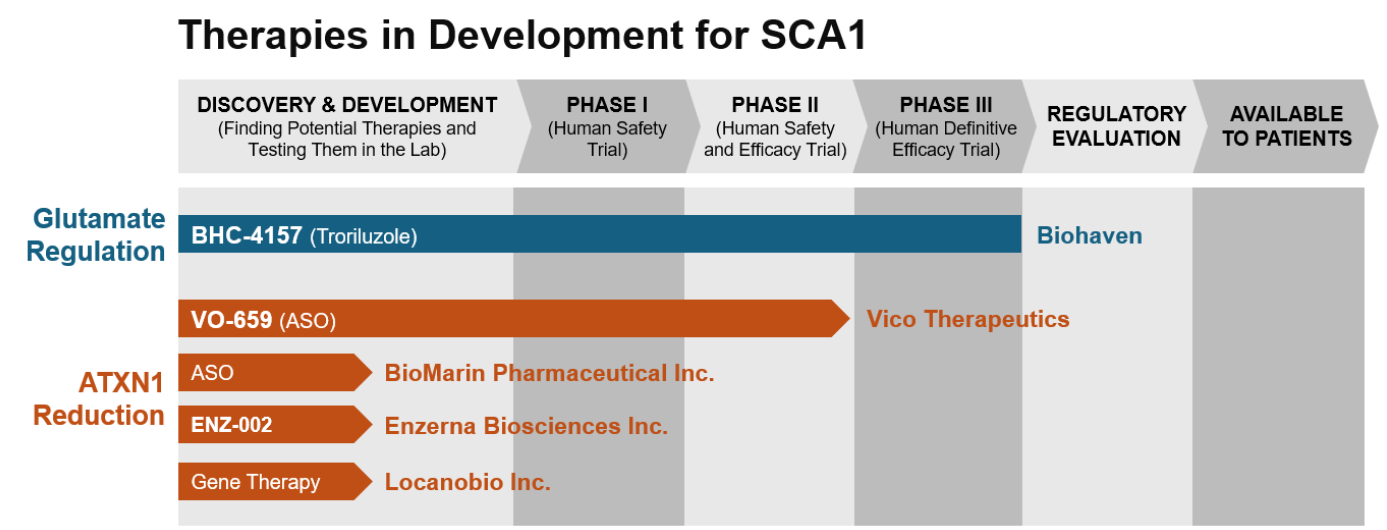 Therapies in Development for SCA1
DISCOVERY & DEVELOPMENT
(Finding Potential Therapies and
Testing Them in the Lab)
PHASE I
(Human Safety
Trial)
PHASE II
(Human Safety
and Efficacy Trial)
PHASE III
(Human Definitive
Efficacy Trial)
REGULATORY
EVALUATION
AVAILABLE
TO PATIENTS
Glutamate
Regulation
BHC-4157 (Troriluzole)
Biohaven
ATXN1
Reduction
VO-659 (ASO)
Vico Therapeutics
ASO
BioMarin Pharmaceutical Inc.
ENZ-002
Enzerna Biosciences Inc.
Gene Therapy
Locanobio Inc.